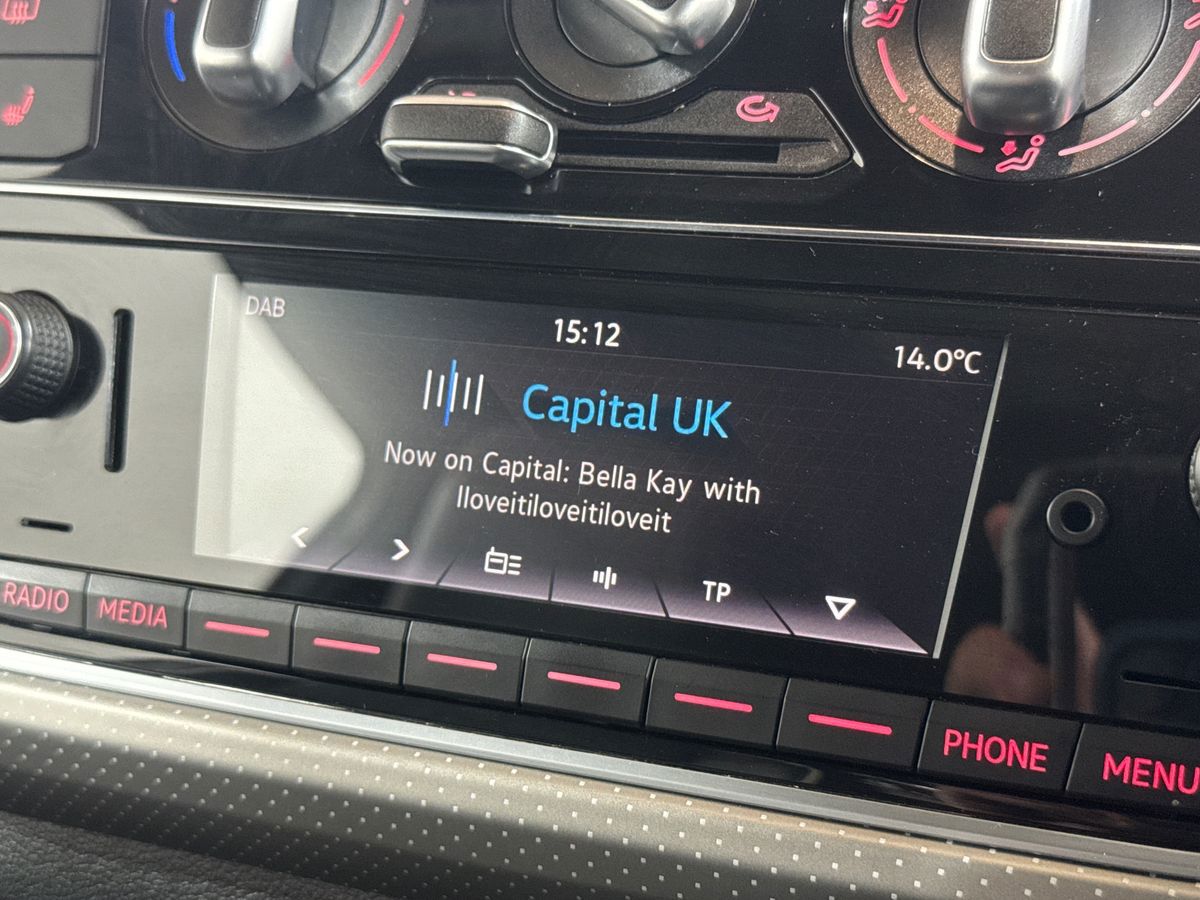 DAB
15:12
14.0°C
Capital UK
Now on Capital: Bella Kay with
Iloveitiloveitiloveit
TP
RADIO
MEDIA
PHONE
MENU